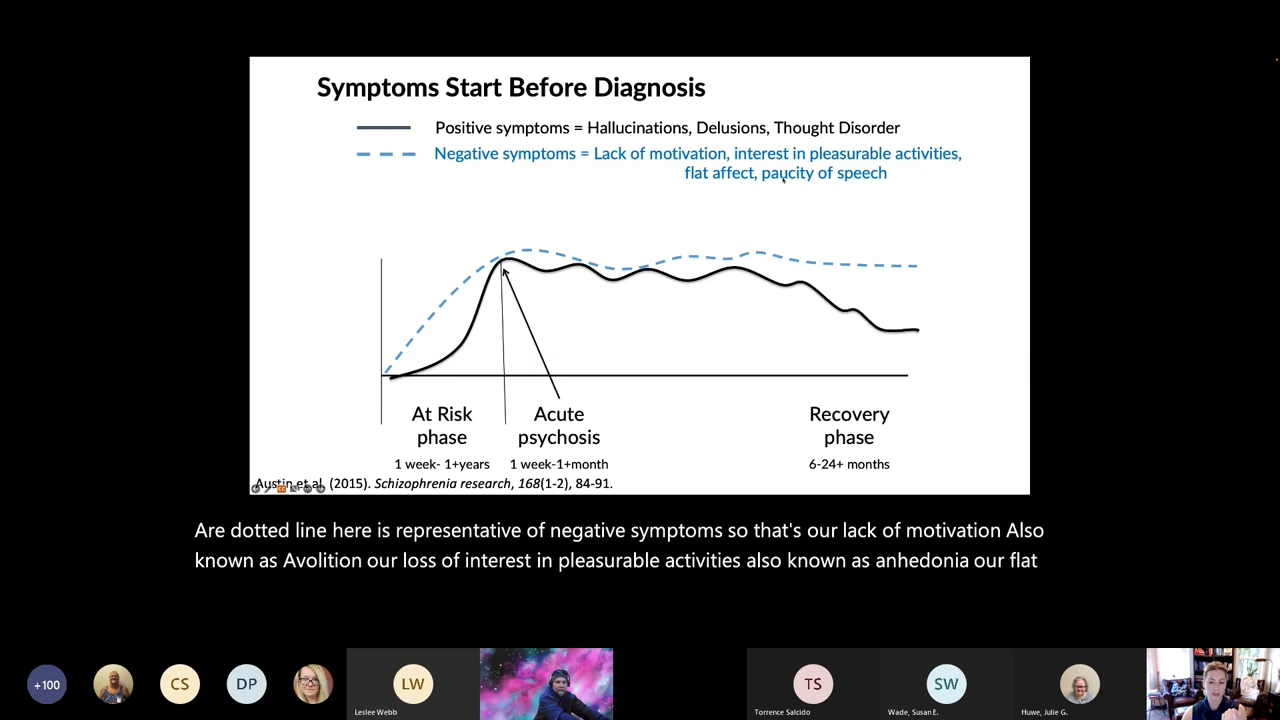 Symptoms Start Before Diagnosis
Positive symptoms = Hallucinations, Delusions, Thought Disorder
Negative symptoms = Lack of motivation, interest in pleasurable activities,
flat affect, paucity of speech
At Risk
phase
1 week- 1+years
Acute
psychosis
1 week-1+month
Recovery
phase
6-24+ months
Austin et al. (2015). Schizophrenia research, 168(1-2), 84-91.
Are dotted line here is representative of negative symptoms so that's our lack of motivation Also
known as Avolition our loss of interest in pleasurable activities also known as anhedonia our flat
+100
CS
DP
LW
Leslee Webb
TS
Torrence Salcido
SW
Wade, Susan E.
Huwe, Julie G.